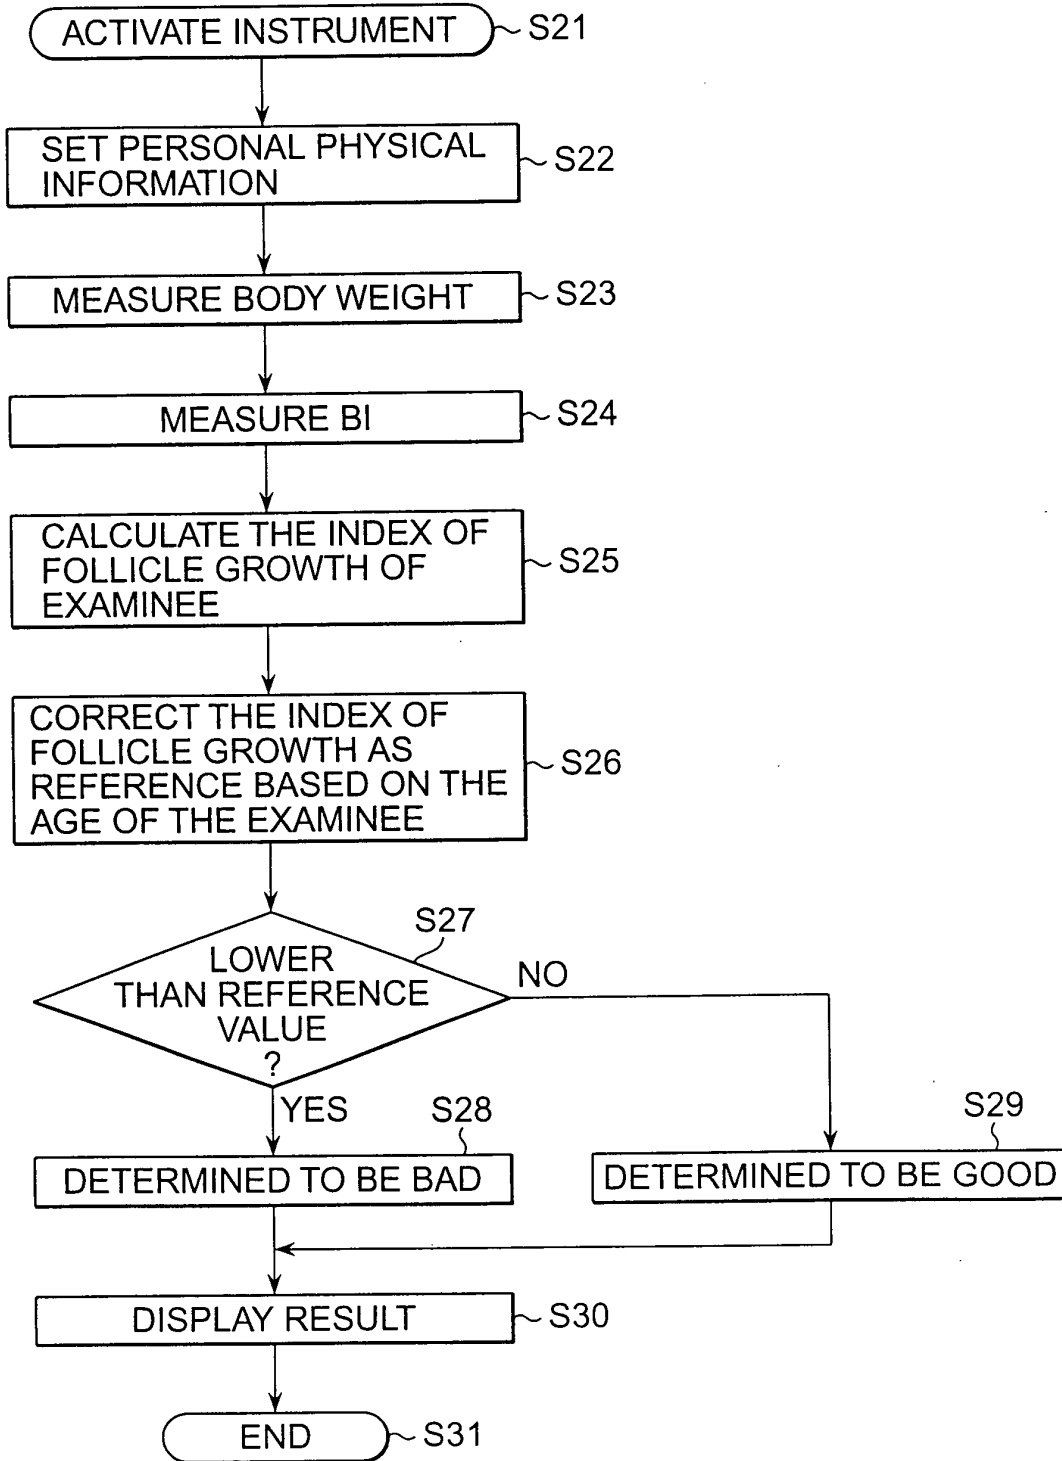 ACTIVATE INSTRUMENT S21
SET PERSONAL PHYSICAL
INFORMATION
S22
MEASURE BODY WEIGHT S23
MEASURE BI S24
CALCULATE THE INDEX OF
FOLLICLE GROWTH OF
EXAMINEE
S25
CORRECT THE INDEX OF
FOLLICLE GROWTH AS
REFERENCE BASED ON THE
AGE OF THE EXAMINEE
S26
S27
LOWER
THAN REFERENCE
VALUE
?
NO
YES
S28
DETERMINED TO BE BAD
S29
DETERMINED TO BE GOOD
DISPLAY RESULT S30
END S31